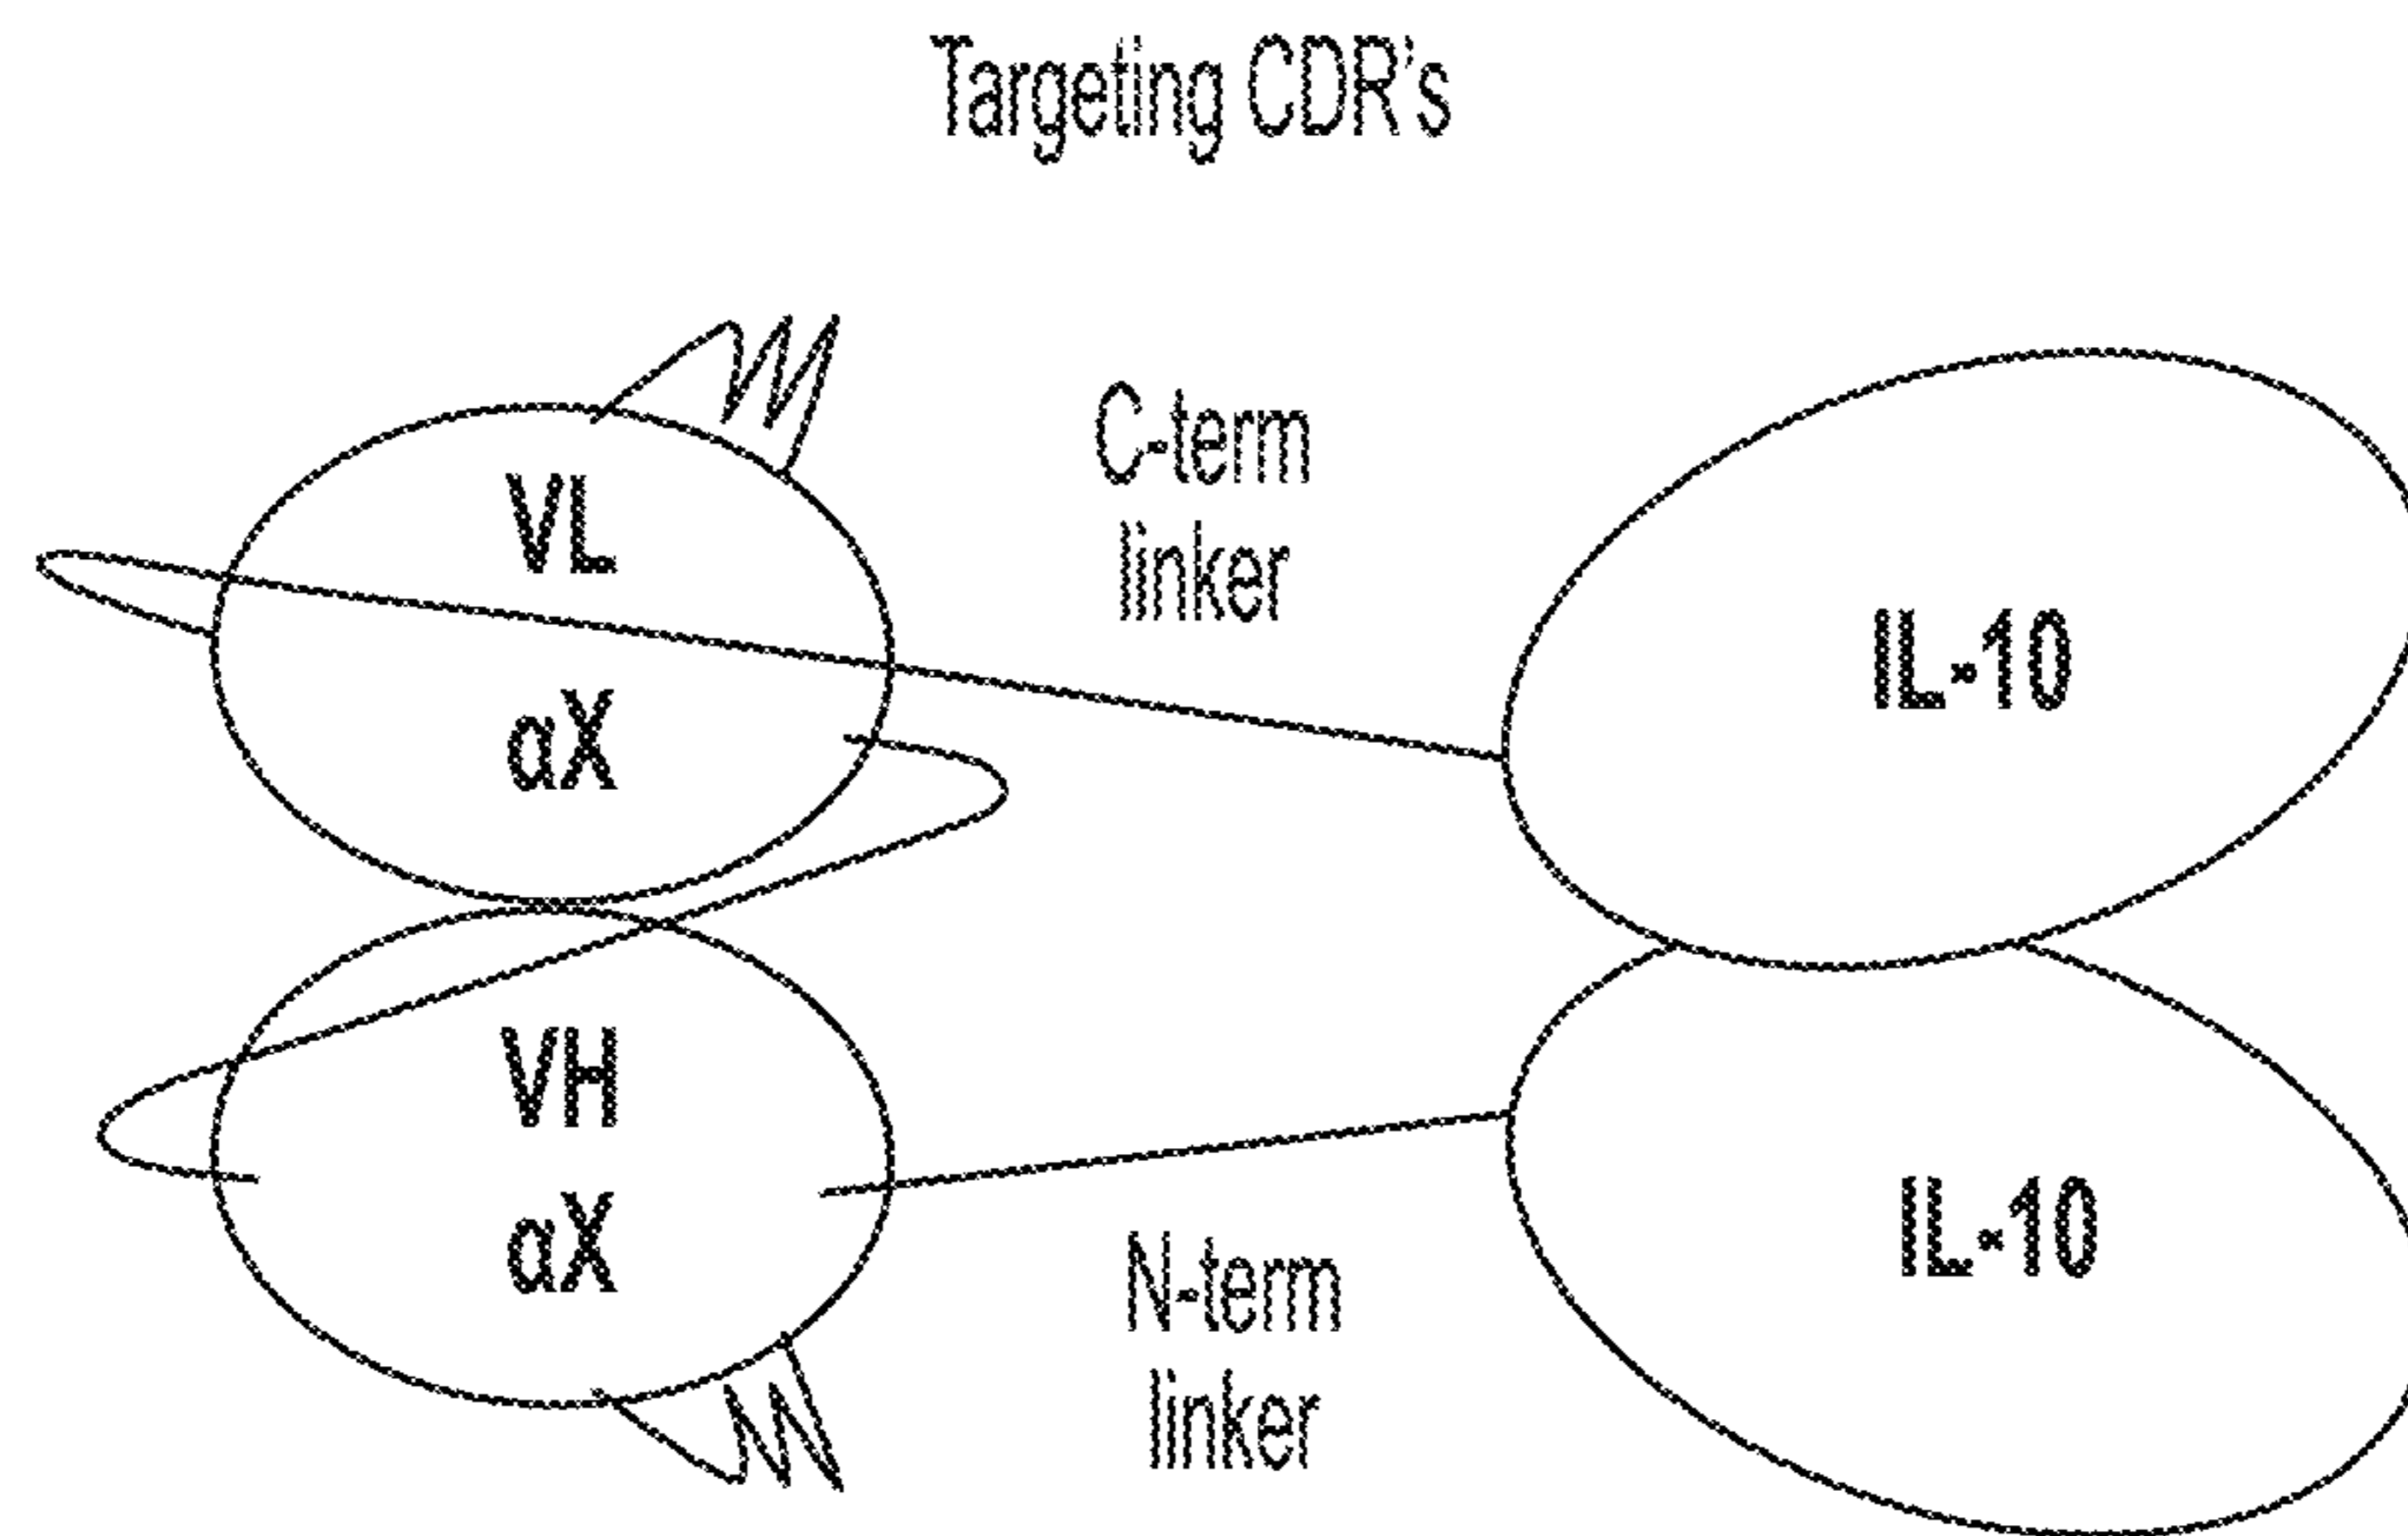 Targeting CDR's
VL
αX
C-term
linker
IL-10
VH
αX
N-term
linker
IL-10